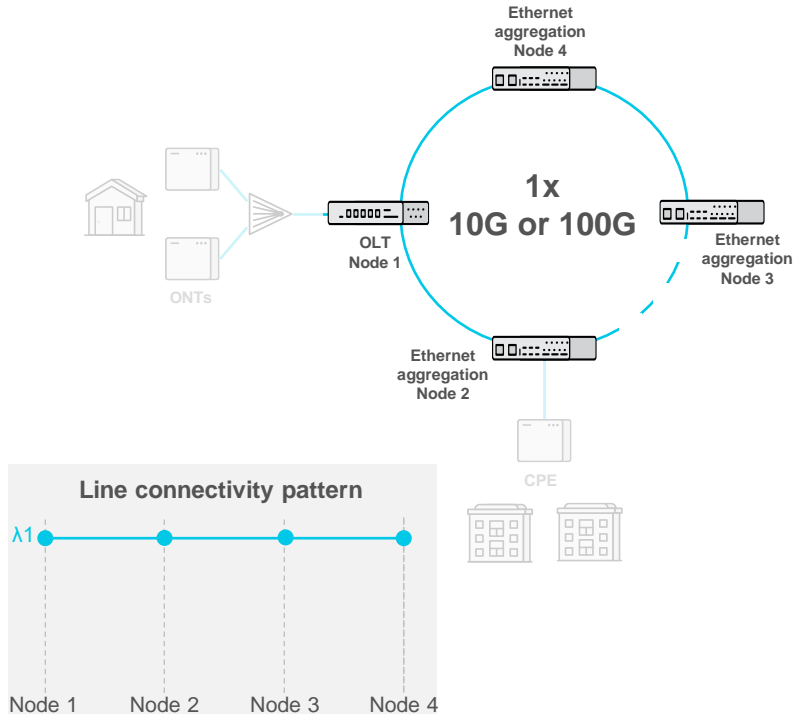 Ethernet
aggregation
Node 4
1x
10G or 100G
OLT
Node 1
Ethernet
aggregation
Node 3
ONTs
Ethernet
aggregation
Node 2
CPE
Line connectivity pattern
λ1
Node 1
Node 2
Node 3
Node 4